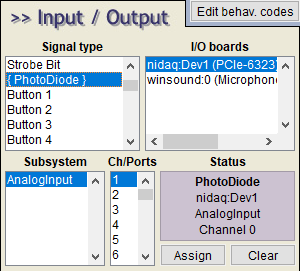 >> Input / Output
Edit behav. codes
Signal type
I/O boards
Strobe Bit
{ PhotoDiode }
Button 1
Button 2
Button 3
Button 4
nidaq:Dev1 (PCIe-6323)
winsound:0 (Microphone
Subsystem
Ch/Ports
Status
AnalogInput
1
2
3
4
5
6
PhotoDiode
nidaq:Dev1
AnalogInput
Channel 0
Assign
Clear